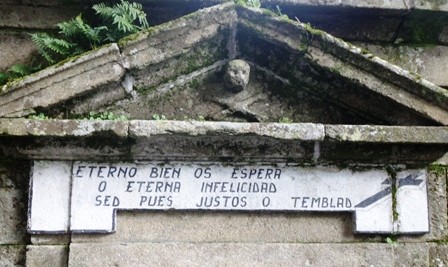 ETERNO BIEN OS ESPERA
O ETERNA INFELICIDAD
SED PUES JUSTOS O TEMBLAD